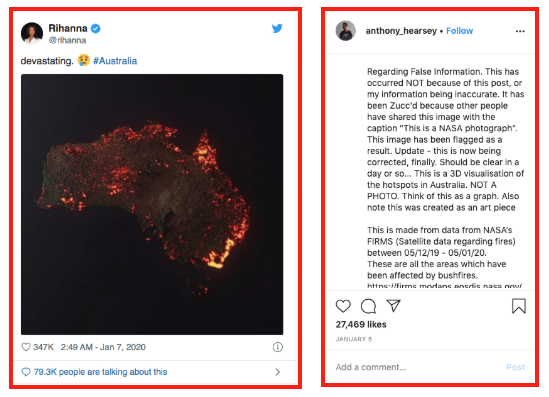 Rihanna
@rihanna
devastating. 😢 #Australia
347K 2:49 AM - Jan 7, 2020
79.3K people are talking about this
anthony_hearsey • Follow
Regarding False Information. This has
occurred NOT because of this post, or
my information being inaccurate. It has
been Zucc'd because other people
have shared this image with the
caption "This is a NASA photograph".
This image has been flagged as a
result. Update - this is now being
corrected, finally. Should be clear in a
day or so... This is a 3D visualisation of
the hotspots in Australia. NOT A
PHOTO. Think of this as a graph. Also
note this was created as an art piece
This is made from data from NASA's
FIRMS (Satellite data regarding fires)
between 05/12/19 - 05/01/20.
These are all the areas which have
been affected by bushfires.
https://firms.modaps.eosdis.nasa.gov/
27,469 likes
JANUARY 5
Add a comment... Post